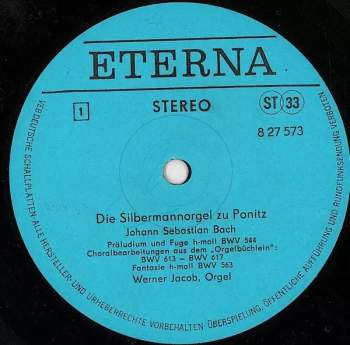 ETERNA
1
STEREO
ST 33
8 27 573
Die Silbermannorgel zu Ponitz
Johann Sebastian Bach
Präludium und Fuge h-moll BWV 544
Choralbearbeitungen aus dem „Orgelbüchlein“:
BWV 613 – BWV 617
Fantasie h-moll BWV 563
Werner Jacob, Orgel
VEB DEUTSCHE SCHALLPLATTEN·ALLE HERSTELLER- UND URHEBERRECHTE VORBEHALTEN·ÜBERSPIELUNG, ÖFFENTLICHE AUFFÜHRUNG UND RUNDFUNKSENDUNG VERBOTEN